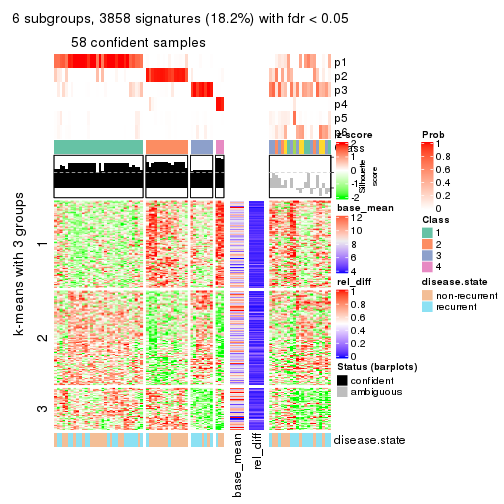 6 subgroups, 3858 signatures (18.2%) with fdr < 0.05
58 confident samples
p1
p2
p3
p4
p5
p6
Class
Silhouette
score
k-means with 3 groups
1
2
3
base_mean
rel_diff
disease.state
z-score
2
1
0
-1
-2
base_mean
12
10
8
6
4
rel_diff
1
0.8
0.6
0.4
0.2
0
Status (barplots)
confident
ambiguous
Prob
1
0.8
0.6
0.4
0.2
0
Class
1
2
3
4
disease.state
non-recurrent
recurrent